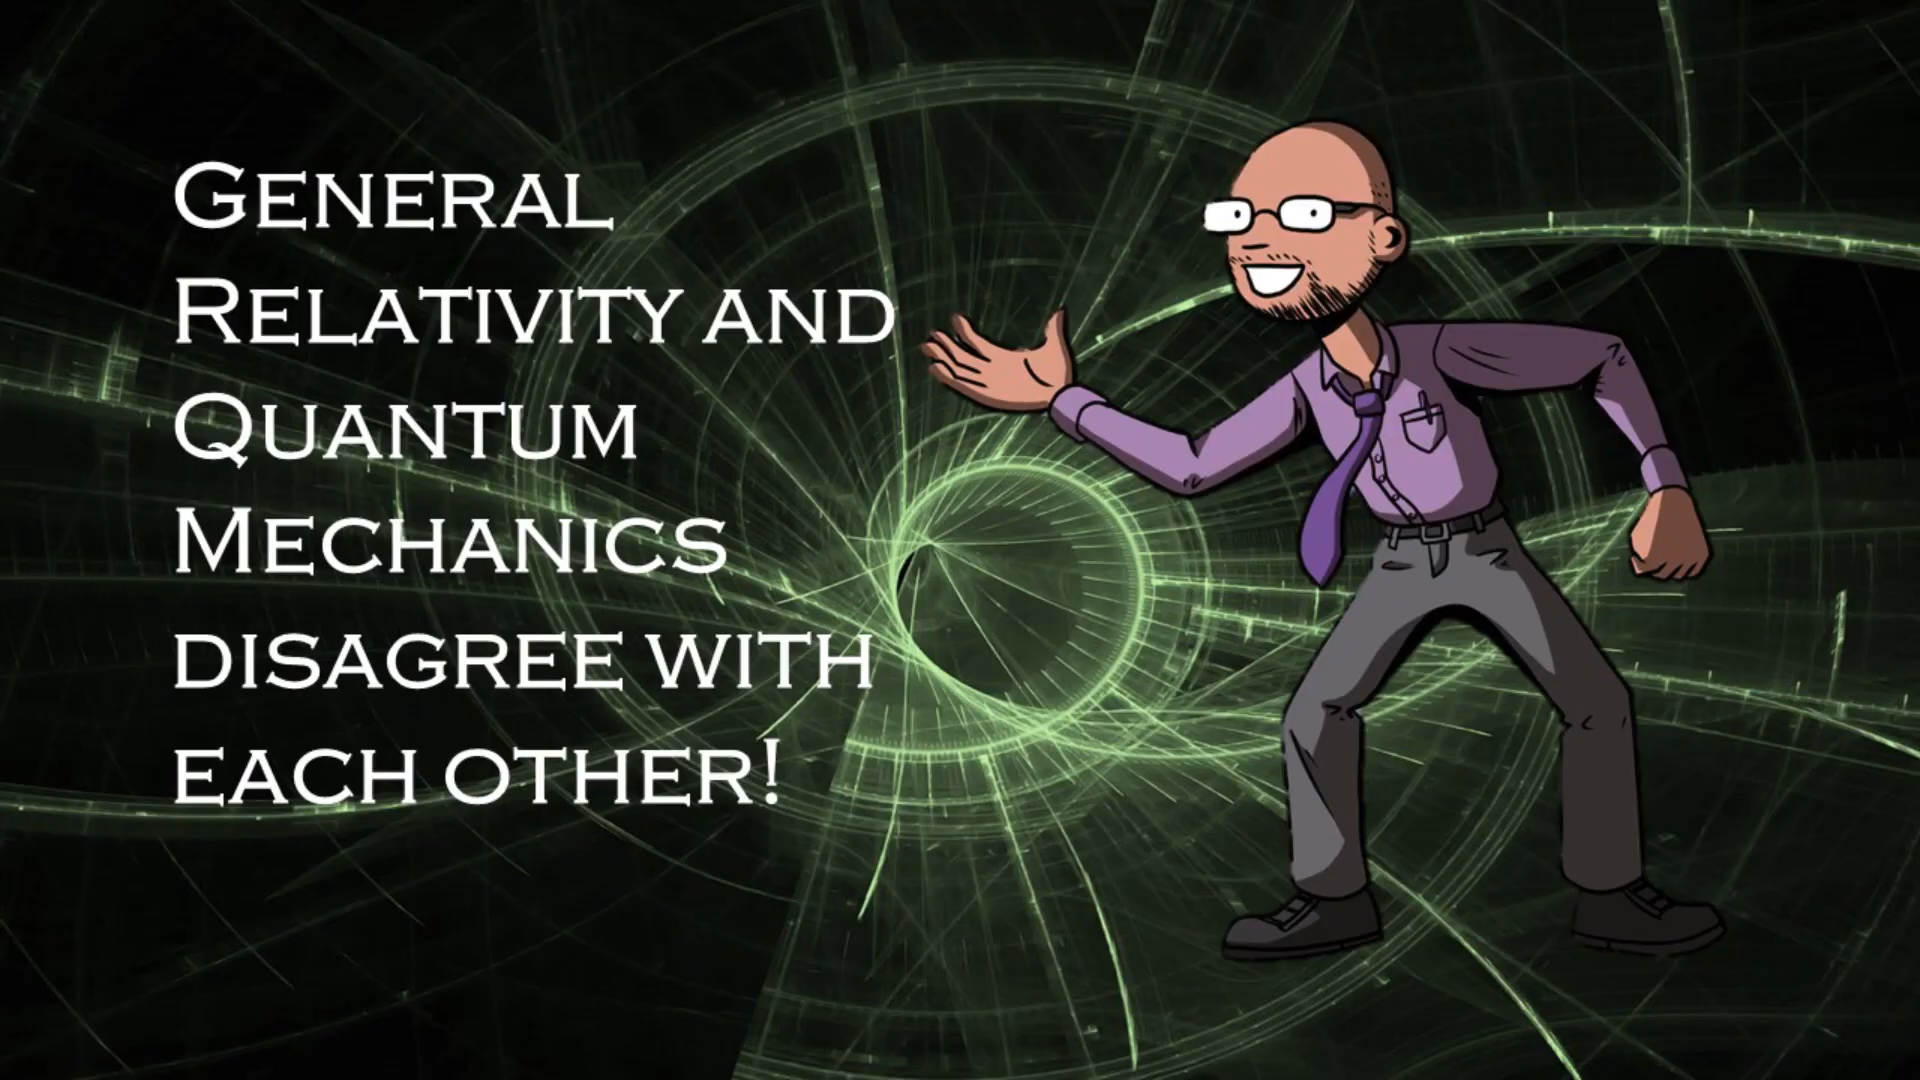 General
Relativity and
Quantum
Mechanics
disagree with
each other!